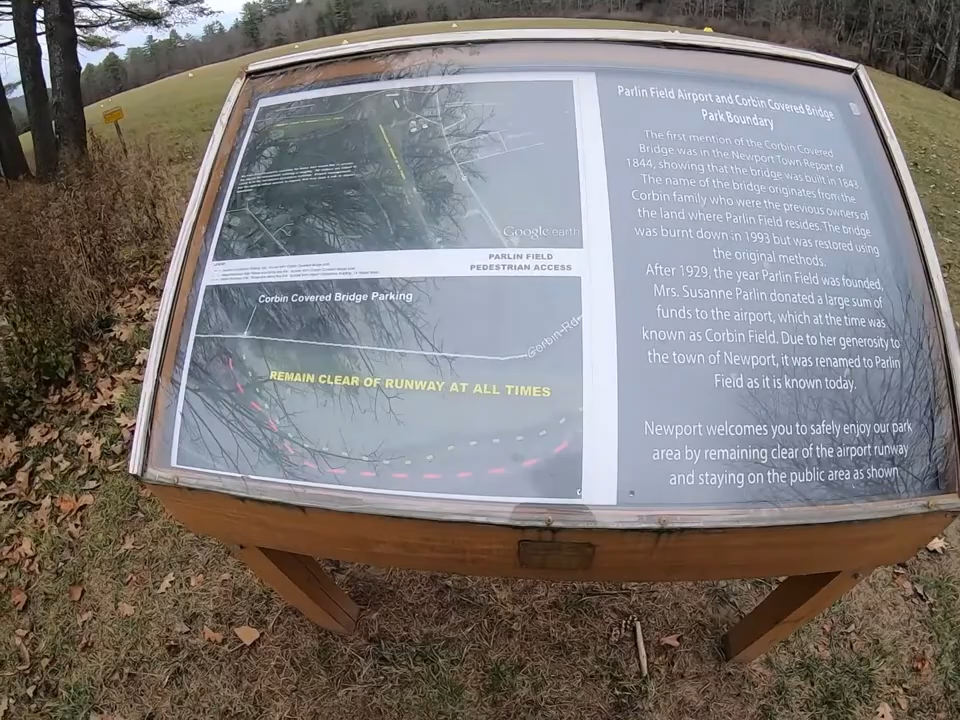 Google earth
PARLIN FIELD
PEDESTRIAN ACCESS
Corbin Covered Bridge Parking
Corbin Rd
REMAIN CLEAR OF RUNWAY AT ALL TIMES
Parlin Field Airport and Corbin Covered Bridge
Park Boundary
The first mention of the Corbin Covered
Bridge was in the Newport Town Report of
1844, showing that the bridge was built in 1843.
The name of the bridge originates from the
Corbin family who were the previous owners of
the land where Parlin Field resides. The bridge
was burnt down in 1993 but was restored using
the original methods.
After 1929, the year Parlin Field was founded,
Mrs. Susanne Parlin donated a large sum of
funds to the airport, which at the time was
known as Corbin Field. Due to her generosity to
the town of Newport, it was renamed to Parlin
Field as it is known today.
Newport welcomes you to safely enjoy our park
area by remaining clear of the airport runway
and staying on the public area as shown